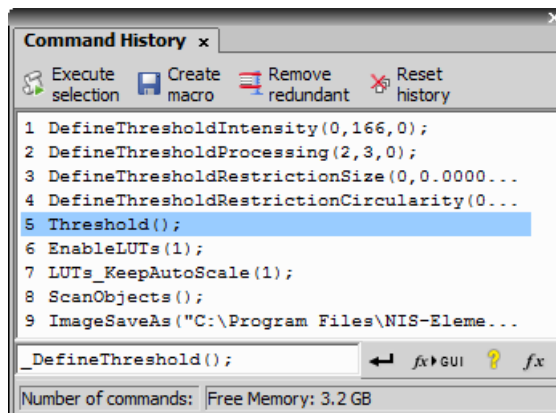 Command History x
Execute selection Create macro Remove redundant Reset history
1 DefineThresholdIntensity(0,166,0);
2 DefineThresholdProcessing(2,3,0);
3 DefineThresholdRestrictionSize(0,0.0000...
4 DefineThresholdRestrictionCircularity(0...
5 Threshold();
6 EnableLUTs(1);
7 LUTs_KeepAutoScale(1);
8 ScanObjects();
9 ImageSaveAs("C:\Program Files\NIS-Eleme...
_DefineThreshold(); fx GUI ? fx
Number of commands: Free Memory: 3.2 GB